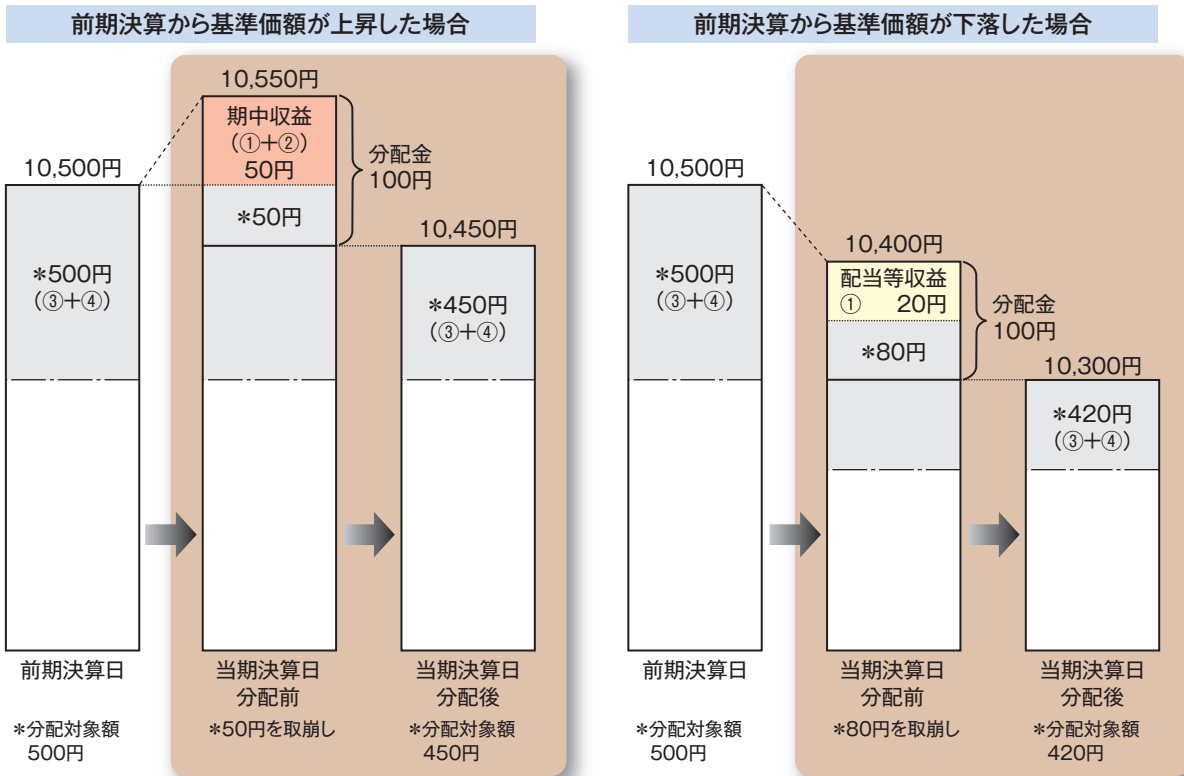 前期決算から基準価額が上昇した場合
10,500円
*500円
(③+④)
10,550円
期中収益
(①+②)
50円
*50円
分配金
100円
10,450円
*450円
(③+④)
前期決算日
当期決算日
分配前
当期決算日
分配後
*分配対象額
500円
*50円を取崩し
*分配対象額
450円
前期決算から基準価額が下落した場合
10,500円
*500円
(③+④)
10,400円
配当等収益
① 20円
*80円
分配金
100円
10,300円
*420円
(③+④)
前期決算日
当期決算日
分配前
当期決算日
分配後
*分配対象額
500円
*80円を取崩し
*分配対象額
420円